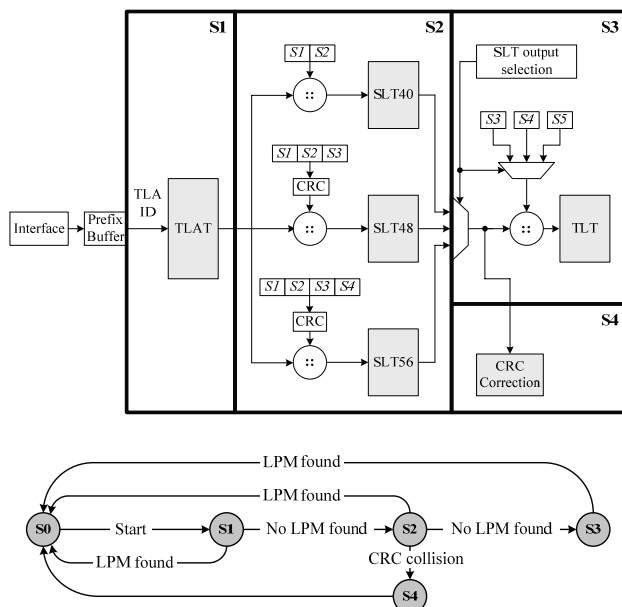 S1
S2
S3
S1 S2
SLT output
selection
::
SLT40
S3 S4 S5
S1 S2 S3
CRC
TLA
ID
Interface
Prefix
Buffer
TLAT
::
SLT48
::
TLT
S1 S2 S3 S4
CRC
::
SLT56
S4
CRC
Correction
LPM found
LPM found
S0
Start
S1
No LPM found
S2
No LPM found
S3
LPM found
CRC collision
S4